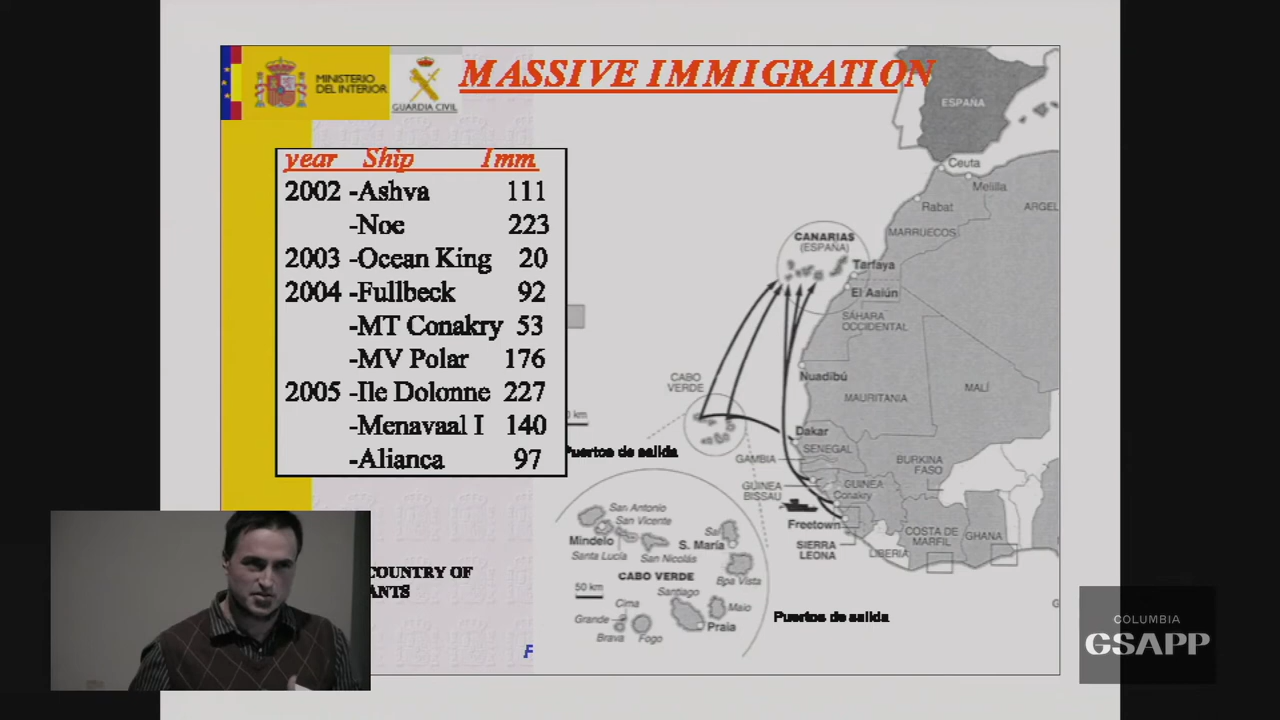 MINISTERIO
DEL INTERIOR
GUARDIA CIVIL
MASSIVE IMMIGRATION
year Ship Imm.
2002 -Ashva 111
-Noe 223
2003 -Ocean King 20
2004 -Fullbeck 92
-MT Conakry 53
-MV Polar 176
2005 -Ile Dolonne 227
-Menavaal I 140
-Alianca 97
COUNTRY OF
ANTS
F
ESPAÑA
Ceuta
Melilla
Rabat
ARGEL
MARRUECOS
CANARIAS
(ESPAÑA)
Tarfaya
El Aaiún
SÁHARA
OCCIDENTAL
CABO
VERDE
Nuadibú
MALÍ
MAURITANIA
km
Puertos de salida
Dakar
SENEGAL
GAMBIA
BURKINA
FASO
GUINEA
BISSAU
GUINEA
Conakry
Freetown
SIERRA
LEONA
LIBERIA
COSTA DE
MARFIL
GHANA
San Antonio
San Vicente
Mindelo
Santa Lucía
San Nicolás
Sal
S. María
Boa Vista
CABO VERDE
50 km
Santiago
Cima
Grande
Maio
Praia
Brava
Fogo
Puertos de salida
COLUMBIA
GSAPP